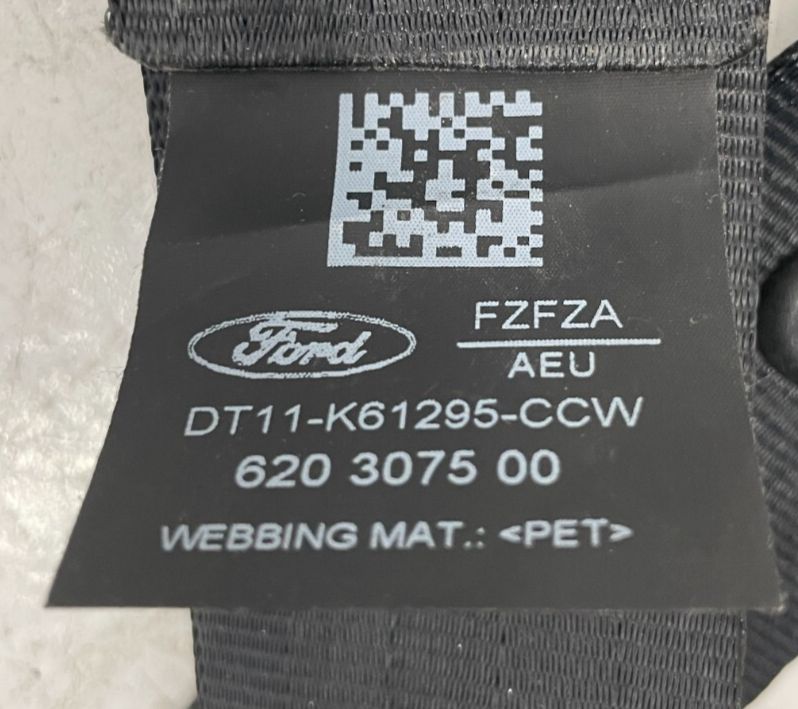 Ford
FZFZA
AEU
DT11-K61295-CCW
620 3075 00
WEBBING MAT.: <PET>